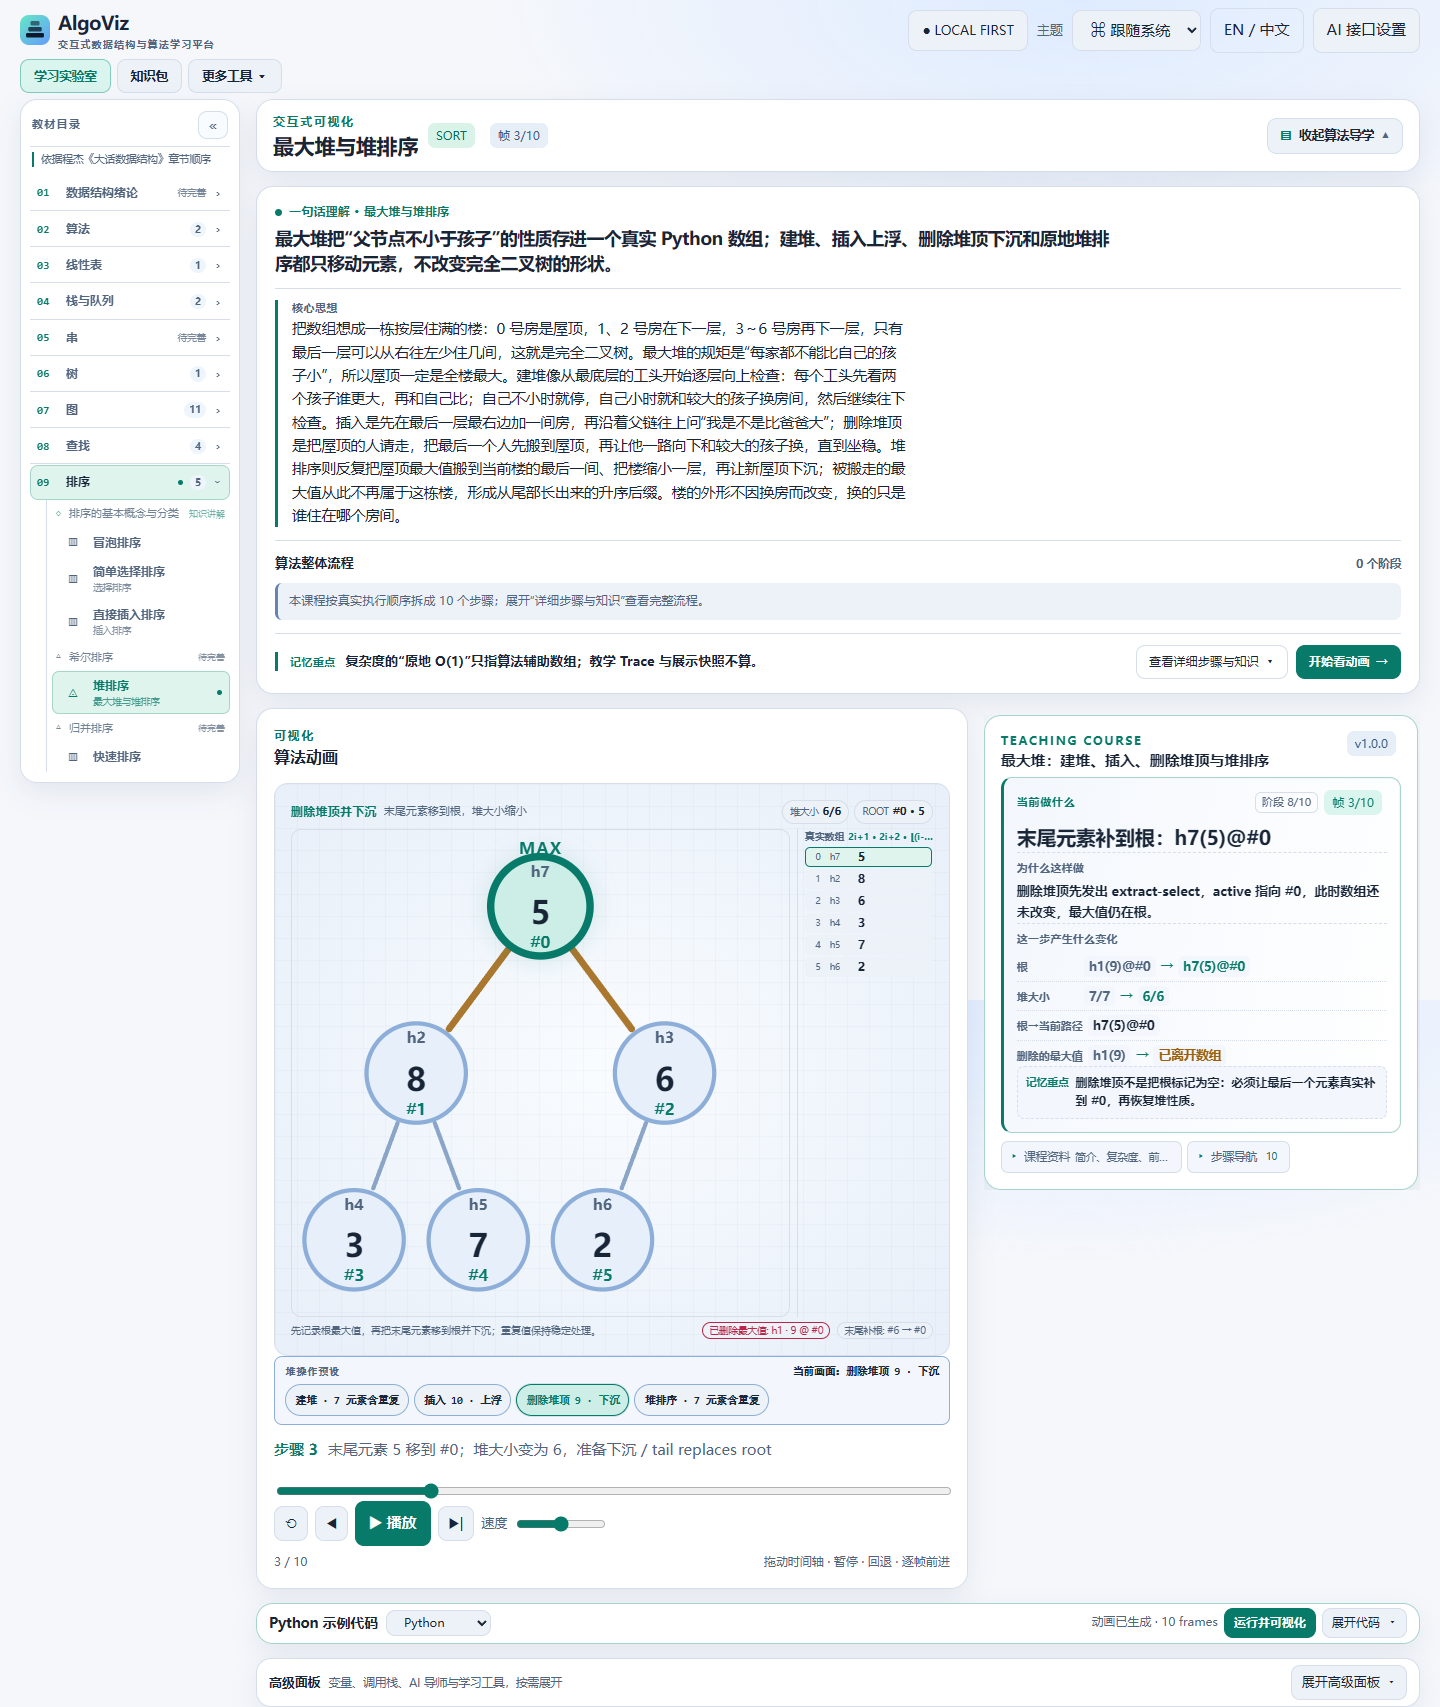 AlgoViz
交互式数据结构与算法学习平台
● LOCAL FIRST
主题
⌘ 跟随系统
EN / 中文
AI 接口设置
学习实验室
知识包
更多工具
教材目录
«
依据程杰《大话数据结构》章节顺序
01 数据结构绪论 待完善 ›
02 算法 2 ›
03 线性表 1 ›
04 栈与队列 2 ›
05 串 待完善 ›
06 树 1 ›
07 图 11 ›
08 查找 4 ›
09 排序 5
排序的基本概念与分类 知识讲解
冒泡排序
简单选择排序
选择排序
直接插入排序
插入排序
希尔排序 待完善
堆排序
最大堆与堆排序
归并排序 待完善
快速排序
交互式可视化
最大堆与堆排序
SORT
帧 3/10
收起算法导学 ▲
一句话理解 • 最大堆与堆排序
最大堆把“父节点不小于孩子”的性质存进一个真实 Python 数组；建堆、插入上浮、删除堆顶下沉和原地堆排
序都只移动元素，不改变完全二叉树的形状。
核心思想
把数组想成一栋按层住满的楼：0 号房是屋顶，1、2 号房在下一层，3～6 号房再下一层，只有
最后一层可以从右往左少住几间，这就是完全二叉树。最大堆的规矩是“每家都不能比自己的孩
子小”，所以屋顶一定是全楼最大。建堆像从最底层的工头开始逐层向上检查：每个工头先看两
个孩子谁更大，再和自己比；自己不小时就停，自己小时就和较大的孩子换房间，然后继续往下
检查。插入是先在最后一层最右边加一间房，再沿着父链往上问“我是不是比爸爸大”；删除堆顶
是把屋顶的人请走，把最后一个人先搬到屋顶，再让他一路向下和较大的孩子换，直到坐稳。堆
排序则反复把屋顶最大值搬到当前楼的最后一间、把楼缩小一层，再让新屋顶下沉；被搬走的最
大值从此不再属于这栋楼，形成从尾部长出来的升序后缀。楼的外形不因换房而改变，换的只是
谁住在哪个房间。
算法整体流程
0 个阶段
本课程按真实执行顺序拆成 10 个步骤；展开“详细步骤与知识”查看完整流程。
记忆重点 复杂度的“原地 O(1)”只指算法辅助数组；教学 Trace 与展示快照不算。
查看详细步骤与知识
开始看动画 →
可视化
算法动画
删除堆顶并下沉 末尾元素移到根，堆大小缩小
堆大小 6/6
ROOT #0 • 5
真实数组 2i+1 • 2i+2 • ⌊(i-…
0 h7 5
1 h2 8
2 h3 6
3 h4 3
4 h5 7
5 h6 2
MAX
h7
5
#0
h2
8
#1
h3
6
#2
h4
3
#3
h5
7
#4
h6
2
#5
先记录根最大值，再把末尾元素移到根并下沉；重复值保持稳定处理。
已删除最大值: h1 · 9 @ #0
末尾补根: #6 → #0
堆操作预设
当前画面：删除堆顶 9 · 下沉
建堆 · 7 元素含重复
插入 10 · 上浮
删除堆顶 9 · 下沉
堆排序 · 7 元素含重复
步骤 3 末尾元素 5 移到 #0；堆大小变为 6，准备下沉 / tail replaces root
▶ 播放
速度
3 / 10
拖动时间轴 · 暂停 · 回退 · 逐帧前进
TEACHING COURSE
最大堆：建堆、插入、删除堆顶与堆排序
v1.0.0
当前做什么
阶段 8/10
帧 3/10
末尾元素补到根：h7(5)@#0
为什么这样做
删除堆顶先发出 extract-select，active 指向 #0，此时数组还
未改变，最大值仍在根。
这一步产生什么变化
根 h1(9)@#0 → h7(5)@#0
堆大小 7/7 → 6/6
根→当前路径 h7(5)@#0
删除的最大值 h1(9) → 已离开数组
记忆重点 删除堆顶不是把根标记为空：必须让最后一个元素真实补
到 #0，再恢复堆性质。
课程资料 简介、复杂度、前…
步骤导航 10
Python 示例代码
Python
动画已生成 · 10 frames
运行并可视化
展开代码
高级面板 变量、调用栈、AI 导师与学习工具，按需展开
展开高级面板